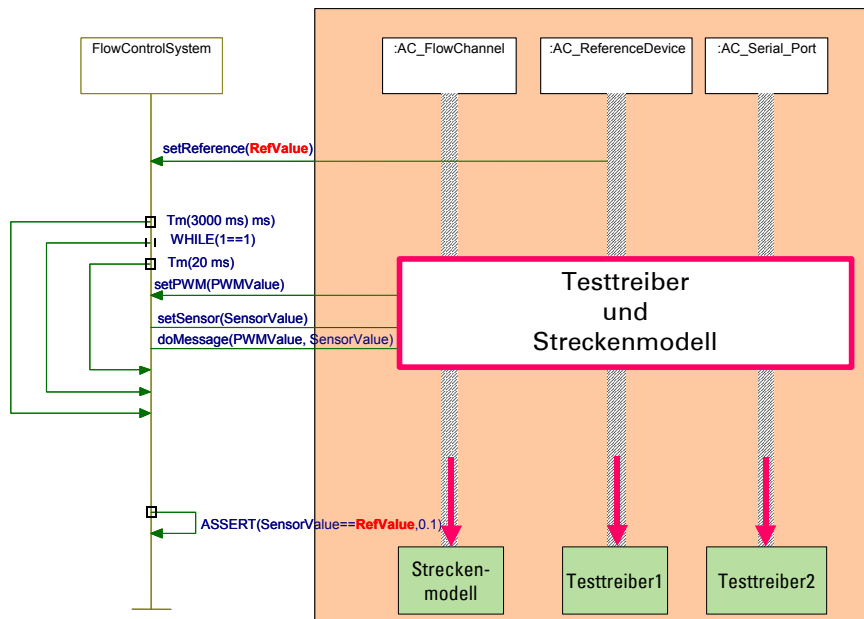 FlowControlSystem
:AC_FlowChannel
:AC_ReferenceDevice
:AC_Serial_Port
setReference(RefValue)
Tm(3000 ms) ms)
WHILE(1==1)
Tm(20 ms)
setPWM(PWMValue)
setSensor(SensorValue)
doMessage(PWMValue, SensorValue)
Testtreiber
und
Streckenmodell
ASSERT(SensorValue==RefValue,0.1)
Strecken-
modell
Testtreiber1
Testtreiber2